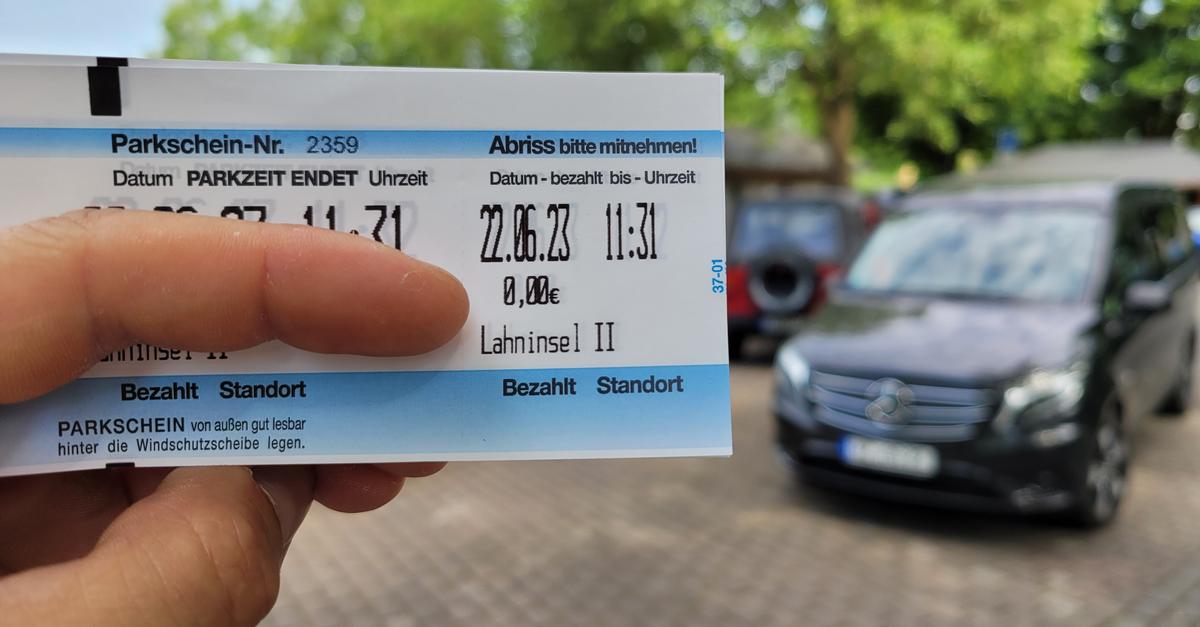 Parkschein-Nr. 2359
Abriss bitte mitnehmen!
Datum PARKZEIT ENDET Uhrzeit
Datum - bezahlt bis - Uhrzeit
11:31
22.06.23 11:31
0,00€
Lahninsel II
37-01
Bezahlt Standort
Bezahlt Standort
PARKSCHEIN von außen gut lesbar
hinter die Windschutzscheibe legen.